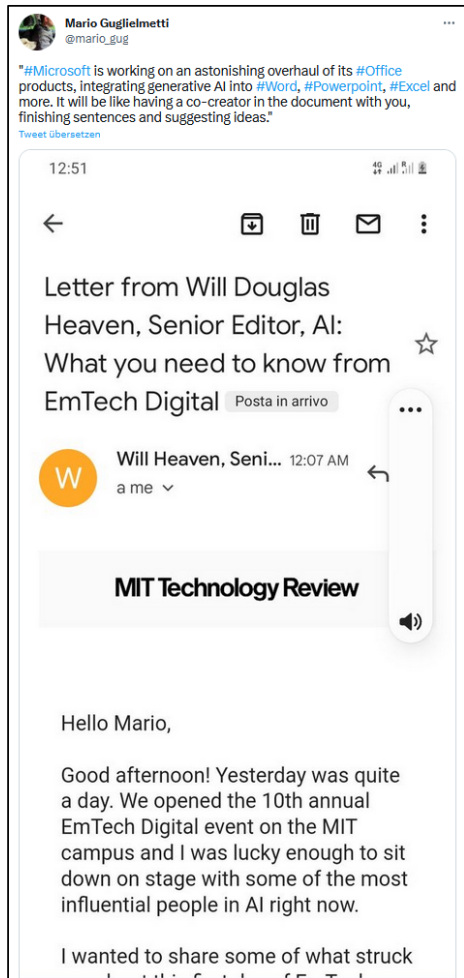 Mario Guglielmetti
@mario_gug
"#Microsoft is working on an astonishing overhaul of its #Office
products, integrating generative AI into #Word, #Powerpoint, #Excel and
more. It will be like having a co-creator in the document with you,
finishing sentences and suggesting ideas."
Tweet übersetzen
12:51
4G R
Letter from Will Douglas
Heaven, Senior Editor, AI:
What you need to know from
EmTech Digital Posta in arrivo
W
Will Heaven, Seni... 12:07 AM
a me
MIT Technology Review
Hello Mario,
Good afternoon! Yesterday was quite
a day. We opened the 10th annual
EmTech Digital event on the MIT
campus and I was lucky enough to sit
down on stage with some of the most
influential people in AI right now.
I wanted to share some of what struck